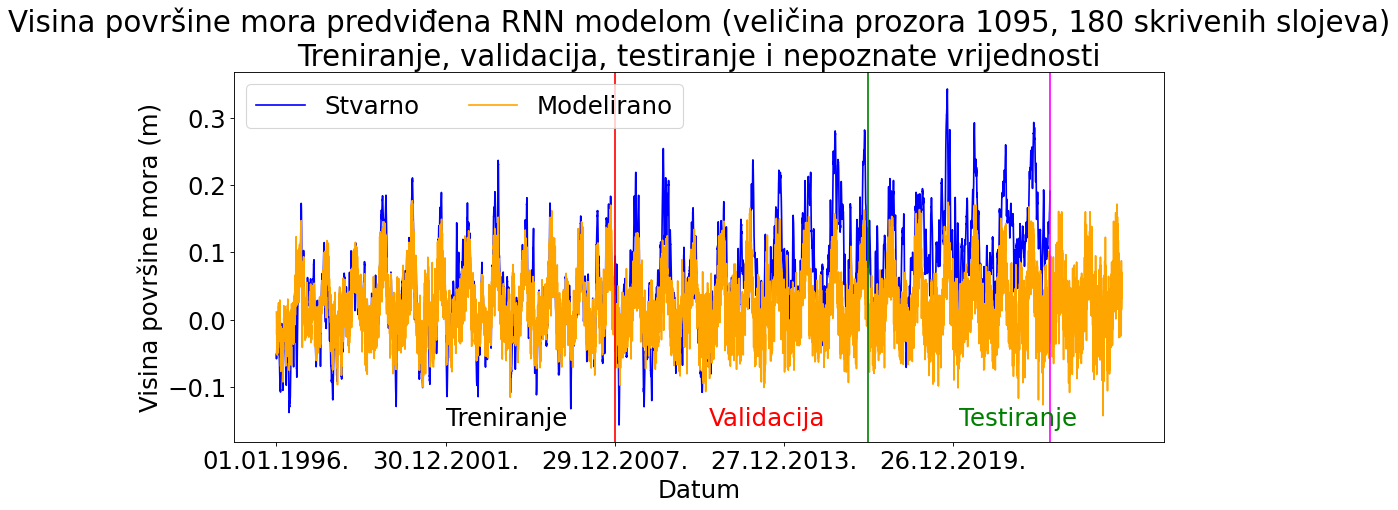 Visina površine mora predviđena RNN modelom (veličina prozora 1095, 180 skrivenih slojeva)
Treniranje, validacija, testiranje i nepoznate vrijednosti
Stvarno Modelirano
Visina površine mora (m)
0.3
0.2
0.1
0.0
−0.1
Treniranje Validacija Testiranje
01.01.1996. 30.12.2001. 29.12.2007. 27.12.2013. 26.12.2019.
Datum